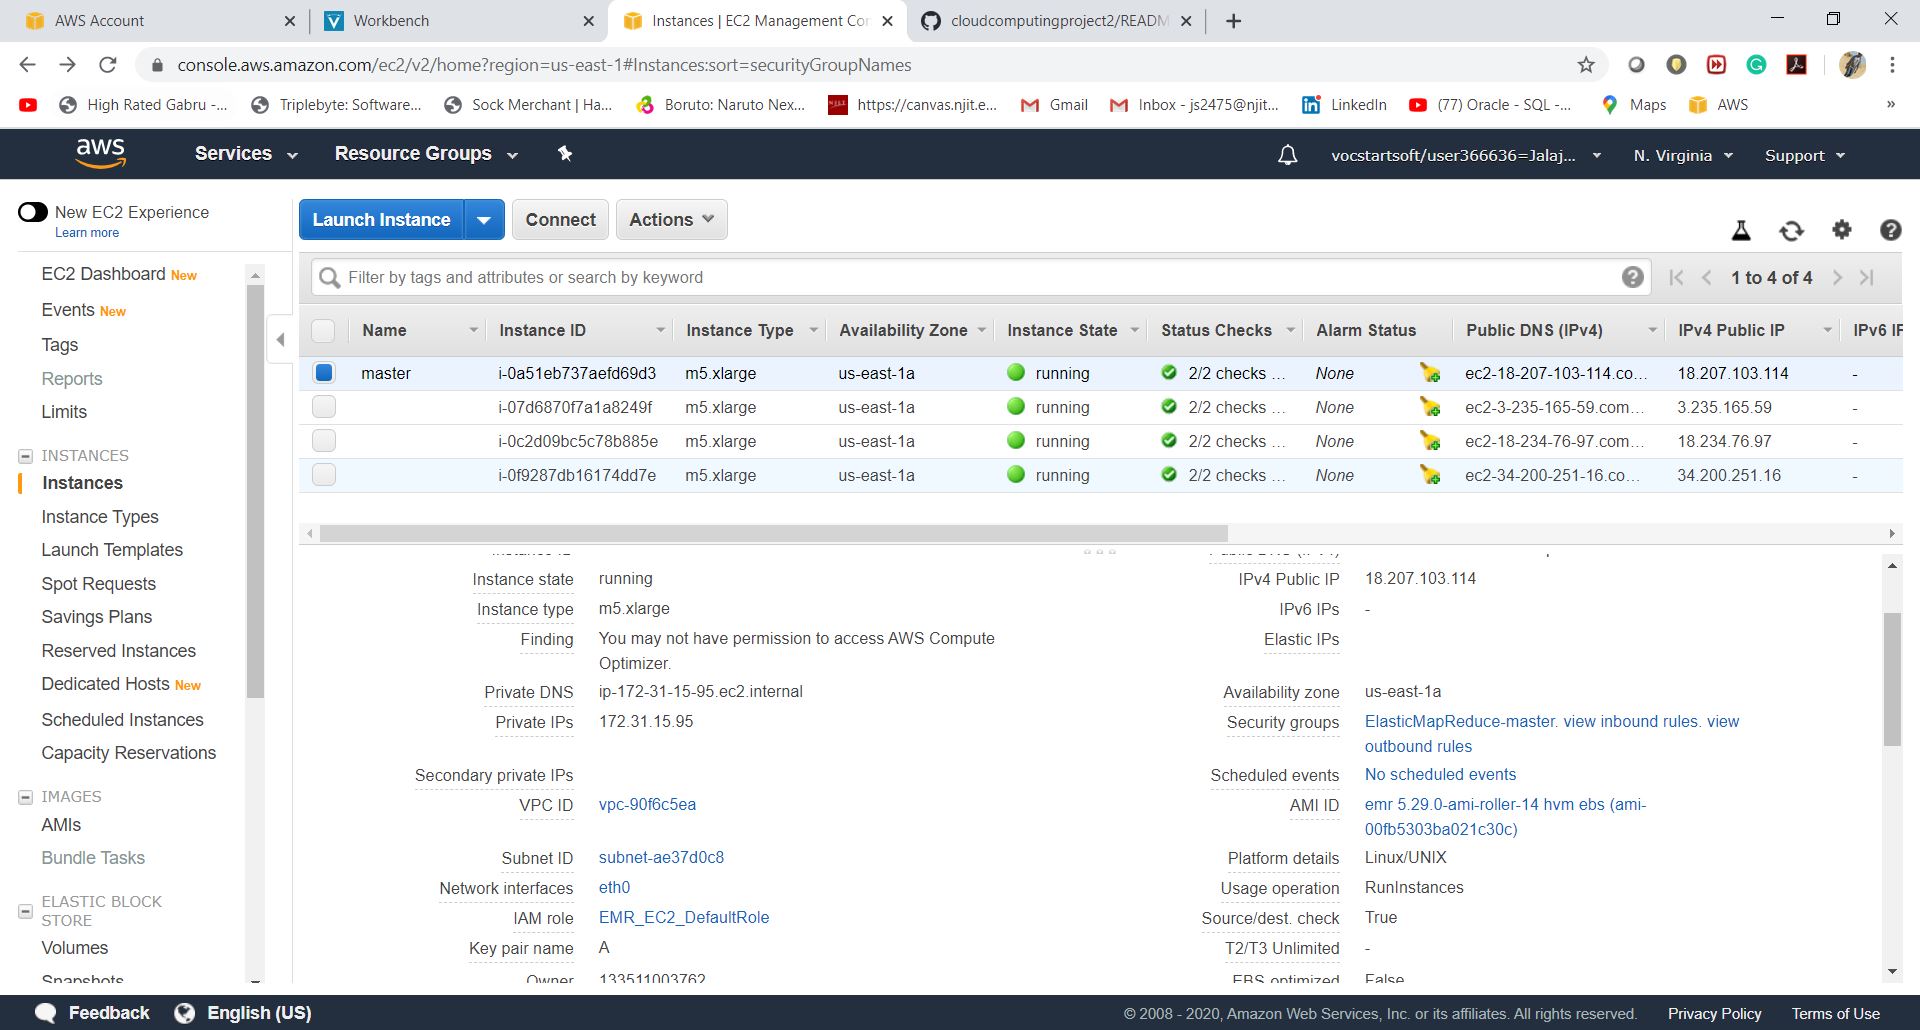 AWS Account
Workbench
Instances | EC2 Management Con
cloudcomputingproject2/READM
console.aws.amazon.com/ec2/v2/home?region=us-east-1#Instances:sort=securityGroupNames
High Rated Gabru -...
Triplebyte: Software...
Sock Merchant | Ha...
Boruto: Naruto Nex...
https://canvas.njit.e...
Gmail
Inbox - js2475@njit...
LinkedIn
(77) Oracle - SQL -...
Maps
AWS
»
aws
Services
Resource Groups
vocstartsoft/user366636=Jalaj...
N. Virginia
Support
New EC2 Experience
Learn more
Launch Instance
Connect
Actions
EC2 Dashboard New
Events New
Tags
Reports
Limits
INSTANCES
Instances
Instance Types
Launch Templates
Spot Requests
Savings Plans
Reserved Instances
Dedicated Hosts New
Scheduled Instances
Capacity Reservations
IMAGES
AMIs
Bundle Tasks
ELASTIC BLOCK
STORE
Volumes
Snapshots
Filter by tags and attributes or search by keyword
1 to 4 of 4
Name Instance ID Instance Type Availability Zone Instance State Status Checks Alarm Status Public DNS (IPv4) IPv4 Public IP IPv6 IP
master i-0a51eb737aefd69d3 m5.xlarge us-east-1a running 2/2 checks ... None ec2-18-207-103-114.co... 18.207.103.114 -
i-07d6870f7a1a8249f m5.xlarge us-east-1a running 2/2 checks ... None ec2-3-235-165-59.com... 3.235.165.59 -
i-0c2d09bc5c78b885e m5.xlarge us-east-1a running 2/2 checks ... None ec2-18-234-76-97.com... 18.234.76.97 -
i-0f9287db16174dd7e m5.xlarge us-east-1a running 2/2 checks ... None ec2-34-200-251-16.co... 34.200.251.16 -
Instance state running
Instance type m5.xlarge
Finding You may not have permission to access AWS Compute
Optimizer.
Private DNS ip-172-31-15-95.ec2.internal
Private IPs 172.31.15.95
Secondary private IPs
VPC ID vpc-90f6c5ea
Subnet ID subnet-ae37d0c8
Network interfaces eth0
IAM role EMR_EC2_DefaultRole
Key pair name A
Owner 133511003762
IPv4 Public IP 18.207.103.114
IPv6 IPs -
Elastic IPs
Availability zone us-east-1a
Security groups ElasticMapReduce-master. view inbound rules. view
outbound rules
Scheduled events No scheduled events
AMI ID emr 5.29.0-ami-roller-14 hvm ebs (ami-
00fb5303ba021c30c)
Platform details Linux/UNIX
Usage operation RunInstances
Source/dest. check True
T2/T3 Unlimited -
EBS optimized False
Feedback
English (US)
© 2008 - 2020, Amazon Web Services, Inc. or its affiliates. All rights reserved.
Privacy Policy
Terms of Use